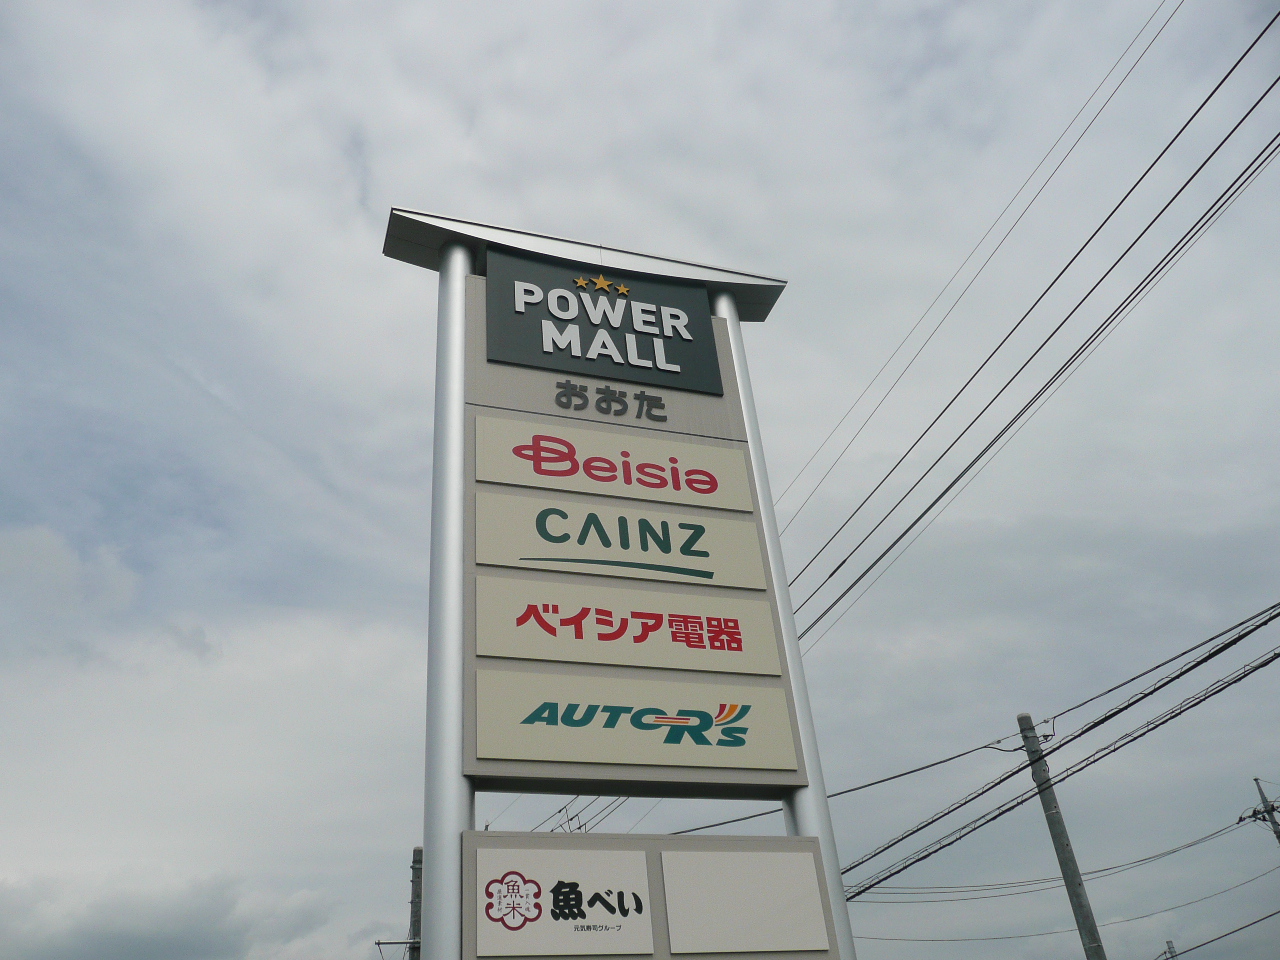 POWER
MALL
おおた
Beisia
CAINZ
ベイシア電器
AUTOR'S
魚 米
魚べい
元気寿司グループ